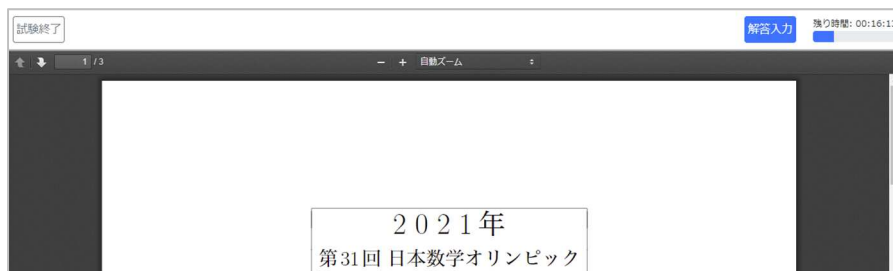 試験終了
解答入力
残り時間: 00:16:1
1 / 3
− + 自動ズーム
2021年
第31回 日本数学オリンピック